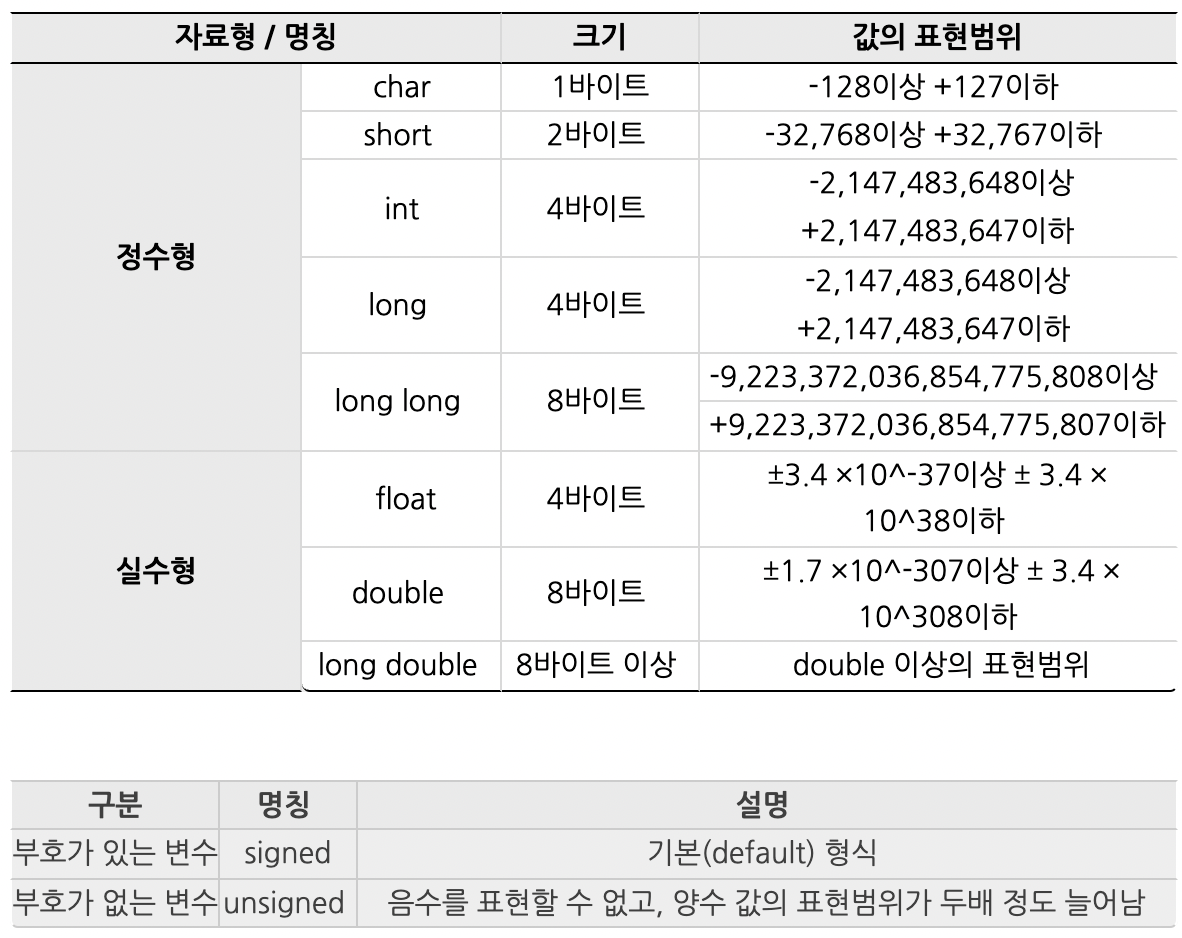 자료형 / 명칭 크기 값의 표현범위
정수형
char 1바이트 -128이상 +127이하
short 2바이트 -32,768이상 +32,767이하
int 4바이트 -2,147,483,648이상
+2,147,483,647이하
long 4바이트 -2,147,483,648이상
+2,147,483,647이하
long long 8바이트 -9,223,372,036,854,775,808이상
+9,223,372,036,854,775,807이하
실수형
float 4바이트 ±3.4 ×10^-37이상 ± 3.4 ×
10^38이하
double 8바이트 ±1.7 ×10^-307이상 ± 3.4 ×
10^308이하
long double 8바이트 이상 double 이상의 표현범위
구분 명칭 설명
부호가 있는 변수 signed 기본(default) 형식
부호가 없는 변수 unsigned 음수를 표현할 수 없고, 양수 값의 표현범위가 두배 정도 늘어남